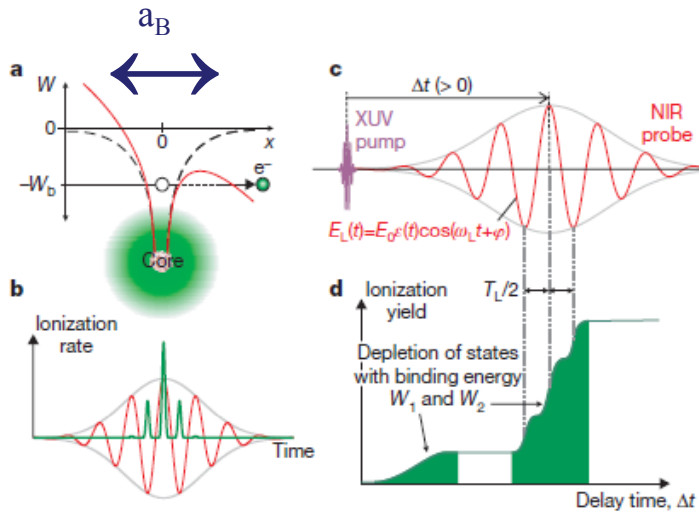 a_B
a
W
0
0
x
–W_b
e⁻
Core
b
Ionization
rate
Time
c
Δt (> 0)
XUV
pump
NIR
probe
E_L(t)=E_0ε(t)cos(ω_Lt+φ)
d
Ionization
yield
T_L/2
Depletion of states
with binding energy
W_1 and W_2
Delay time, Δt